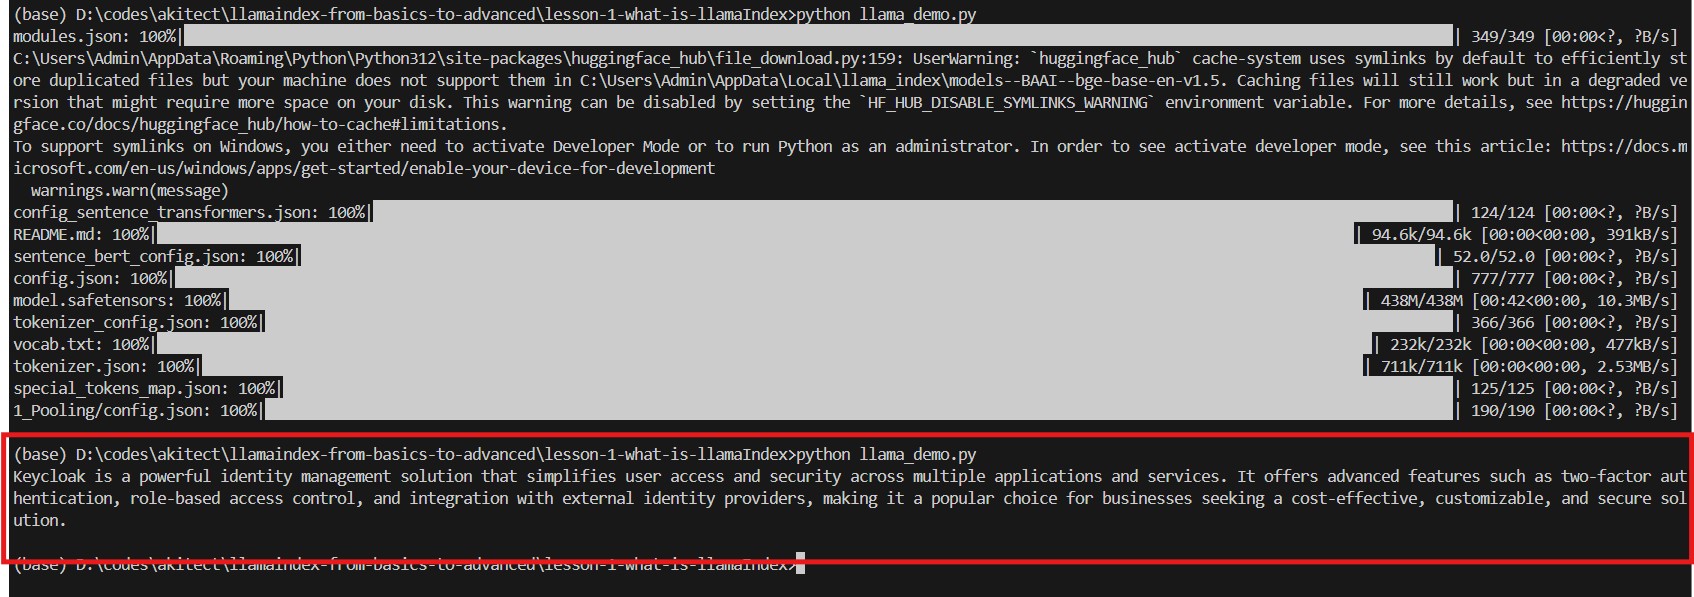 (base) D:\codes\akitect\llamaindex-from-basics-to-advanced\lesson-1-what-is-llamaIndex>python llama_demo.py
modules.json: 100%| | 349/349 [00:00<?, ?B/s]
C:\Users\Admin\AppData\Roaming\Python\Python312\site-packages\huggingface_hub\file_download.py:159: UserWarning: `huggingface_hub` cache-system uses symlinks by default to efficiently st
ore duplicated files but your machine does not support them in C:\Users\Admin\AppData\Local\llama_index\models--BAAI--bge-base-en-v1.5. Caching files will still work but in a degraded ve
rsion that might require more space on your disk. This warning can be disabled by setting the `HF_HUB_DISABLE_SYMLINKS_WARNING` environment variable. For more details, see https://huggin
gface.co/docs/huggingface_hub/how-to-cache#limitations.
To support symlinks on Windows, you either need to activate Developer Mode or to run Python as an administrator. In order to see activate developer mode, see this article: https://docs.m
icrosoft.com/en-us/windows/apps/get-started/enable-your-device-for-development
  warnings.warn(message)
config_sentence_transformers.json: 100%| | 124/124 [00:00<?, ?B/s]
README.md: 100%| | 94.6k/94.6k [00:00<00:00, 391kB/s]
sentence_bert_config.json: 100%| | 52.0/52.0 [00:00<?, ?B/s]
config.json: 100%| | 777/777 [00:00<?, ?B/s]
model.safetensors: 100%| | 438M/438M [00:42<00:00, 10.3MB/s]
tokenizer_config.json: 100%| | 366/366 [00:00<?, ?B/s]
vocab.txt: 100%| | 232k/232k [00:00<00:00, 477kB/s]
tokenizer.json: 100%| | 711k/711k [00:00<00:00, 2.53MB/s]
special_tokens_map.json: 100%| | 125/125 [00:00<?, ?B/s]
1_Pooling/config.json: 100%| | 190/190 [00:00<?, ?B/s]
(base) D:\codes\akitect\llamaindex-from-basics-to-advanced\lesson-1-what-is-llamaIndex>python llama_demo.py
Keycloak is a powerful identity management solution that simplifies user access and security across multiple applications and services. It offers advanced features such as two-factor aut
hentication, role-based access control, and integration with external identity providers, making it a popular choice for businesses seeking a cost-effective, customizable, and secure sol
ution.
(base) D:\codes\akitect\llamaindex-from-basics-to-advanced\lesson-1-what-is-llamaIndex>